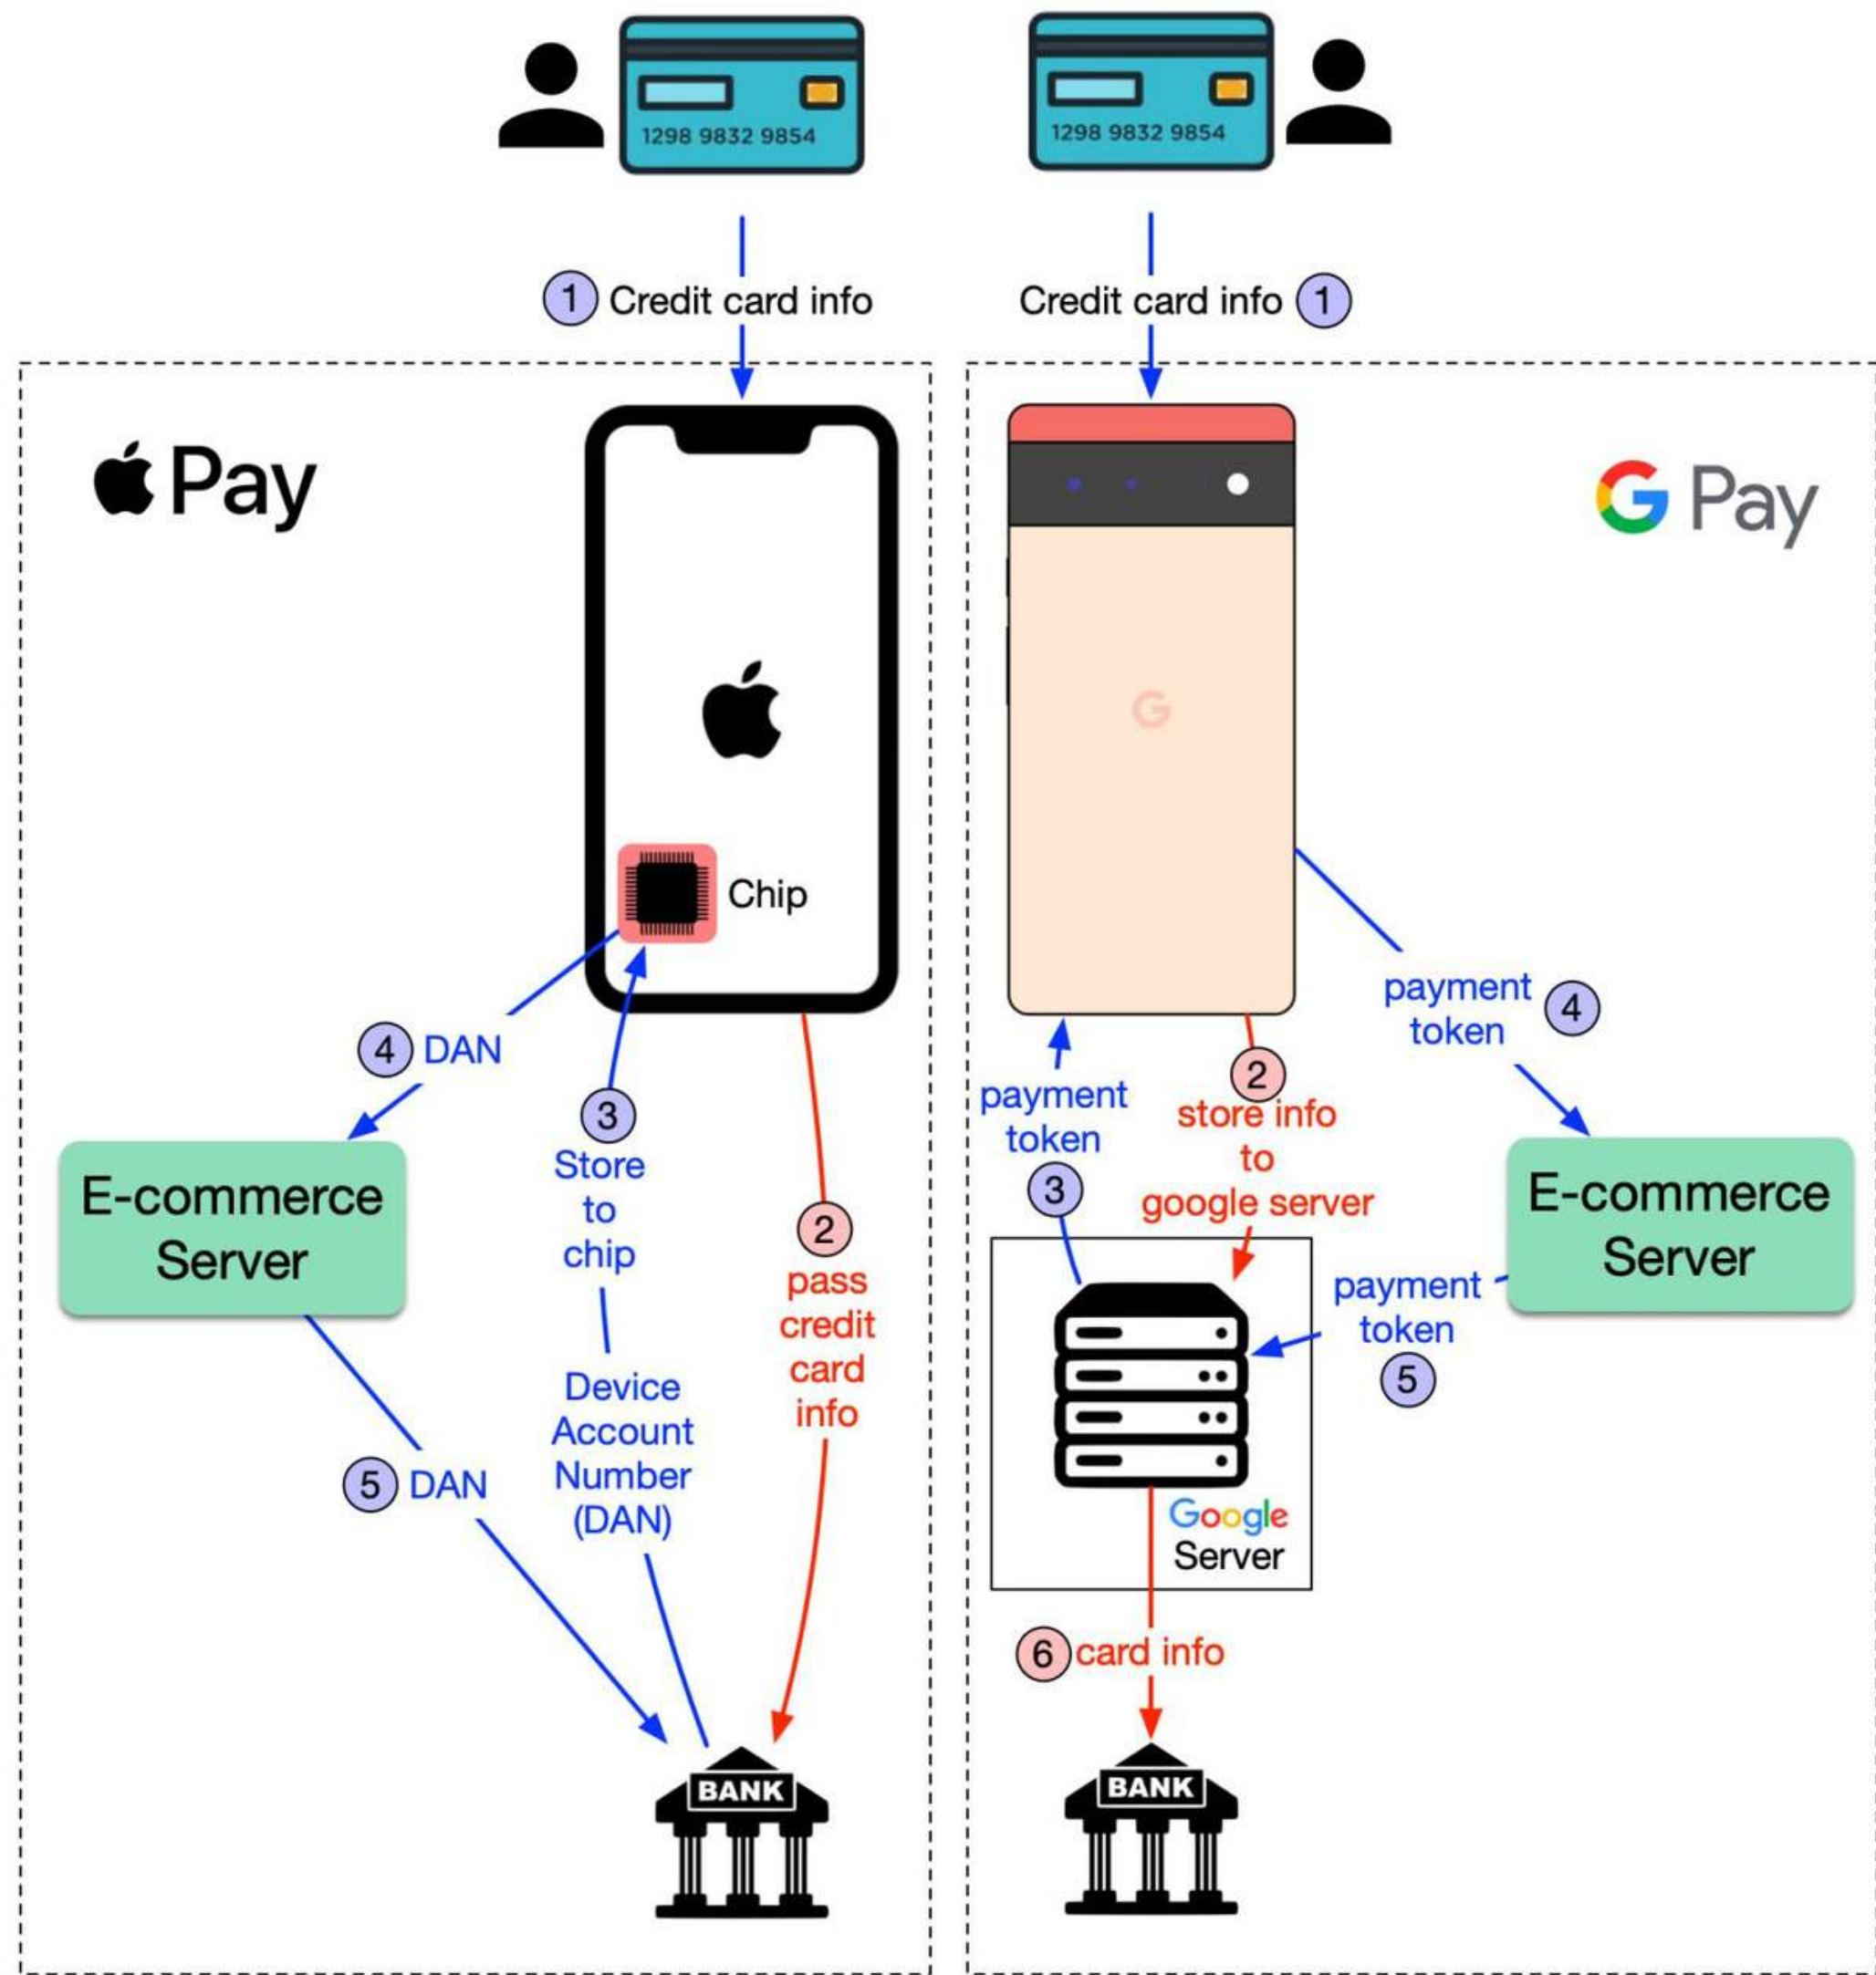 1298 9832 9854
1298 9832 9854
1 Credit card info
Credit card info 1
Pay
G Pay
G
Chip
4 DAN
3
Store
to
chip
Device
Account
Number
(DAN)
2
pass
credit
card
info
E-commerce
Server
5 DAN
BANK
payment
token
4
payment
token
3
2
store info
to
google server
E-commerce
Server
payment
token
5
Google
Server
6 card info
BANK